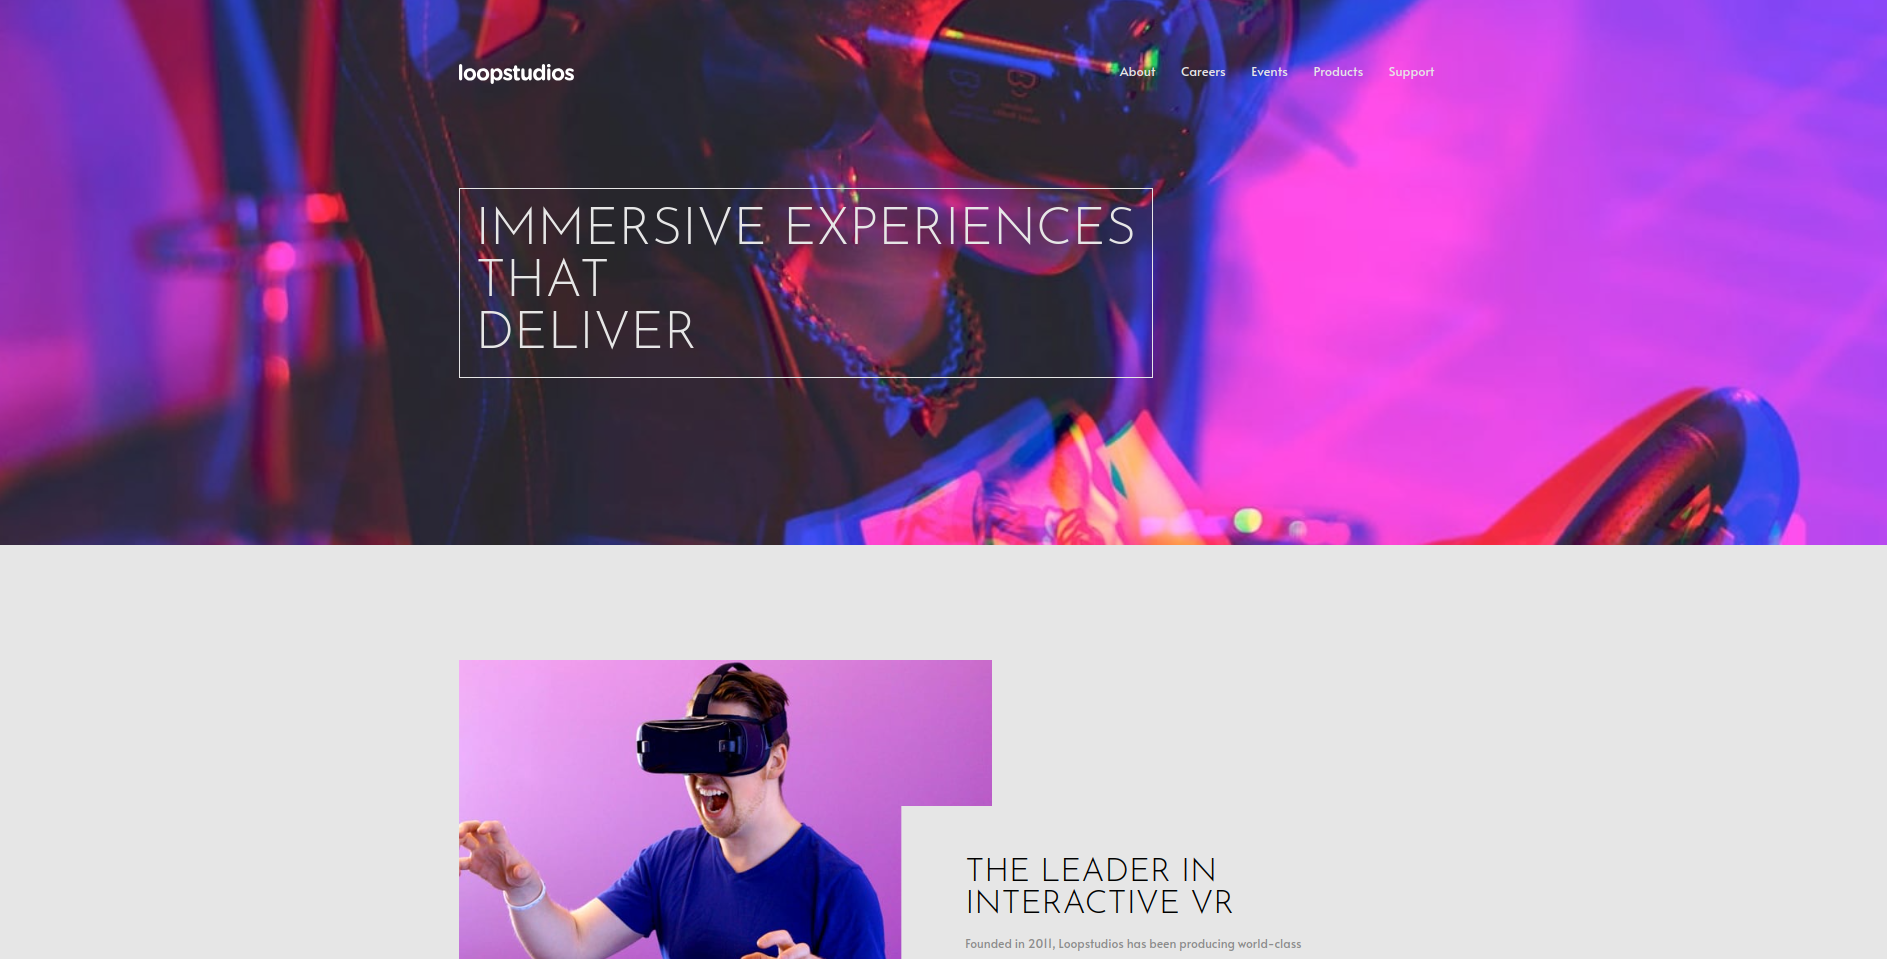 loopstudios
About Careers Events Products Support
IMMERSIVE EXPERIENCES
THAT
DELIVER
THE LEADER IN
INTERACTIVE VR
Founded in 2011, Loopstudios has been producing world-class